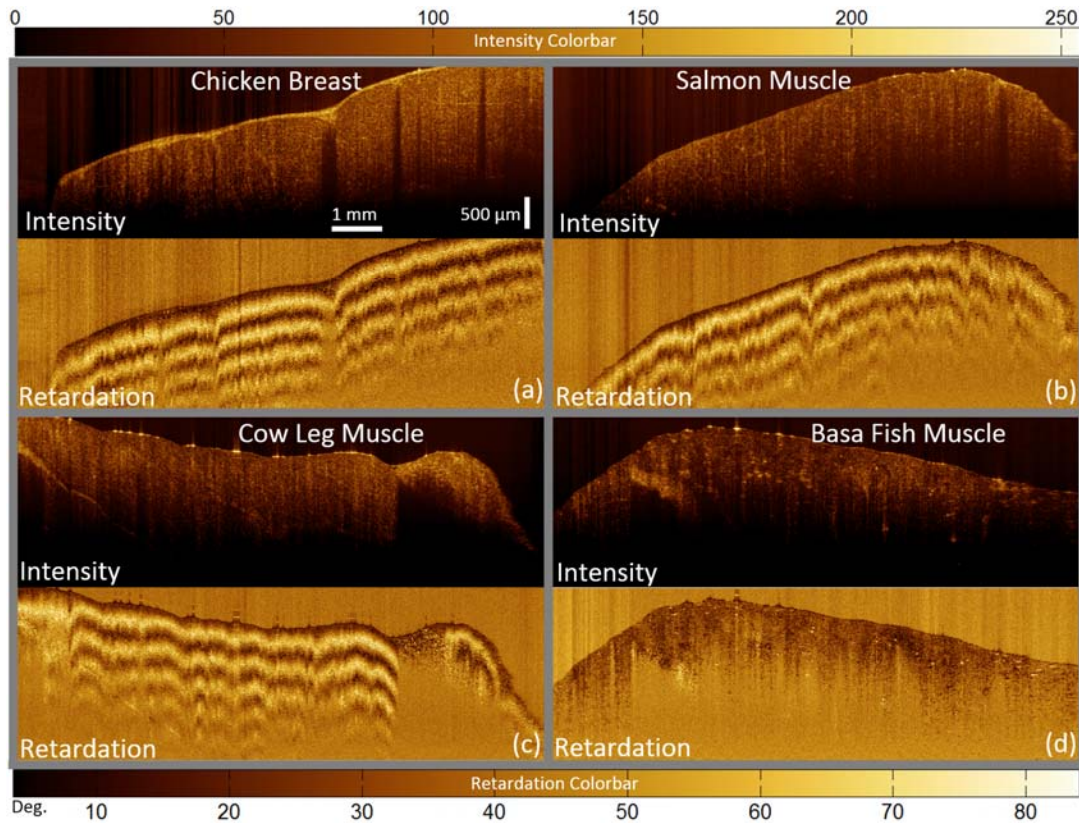 0 50 100 150 200 250
Intensity Colorbar
Chicken Breast
Salmon Muscle
Intensity
1 mm
500 µm
Intensity
Retardation
(a)
Retardation
(b)
Cow Leg Muscle
Basa Fish Muscle
Intensity
Intensity
Retardation
(c)
Retardation
(d)
Retardation Colorbar
Deg. 10 20 30 40 50 60 70 80